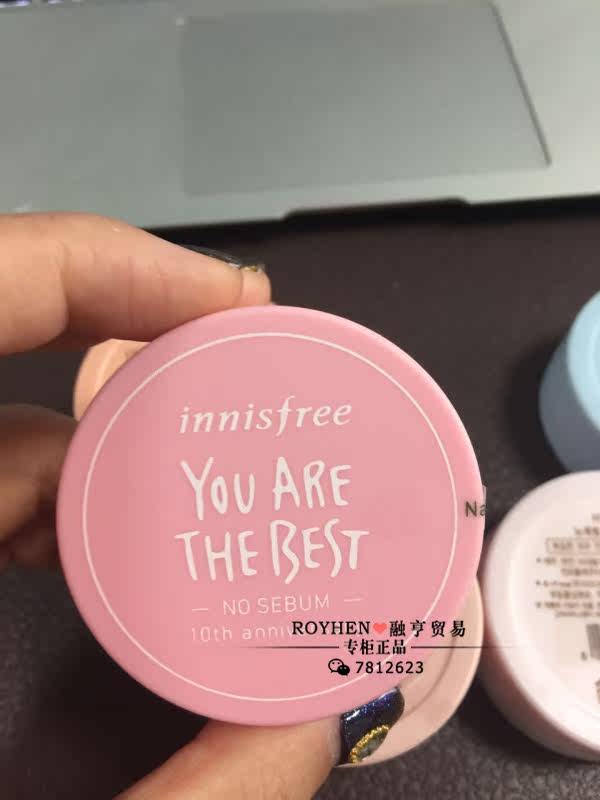 innisfree
YOU ARE
THE BEST
— NO SEBUM —
10th anniv
Na
ROYHEN❤融亨贸易
专柜正品
7812623